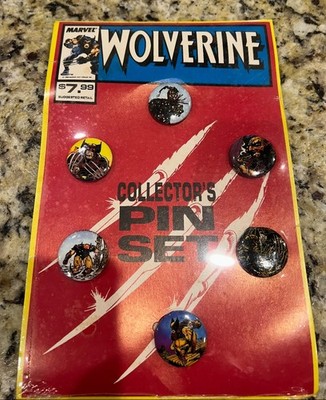 MARVEL
WOLVERINE
$7.99
SUGGESTED RETAIL
COLLECTOR'S
PIN
SET